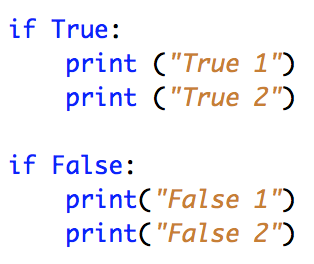 if True:
    print ("True 1")
    print ("True 2")

if False:
    print("False 1")
    print("False 2")